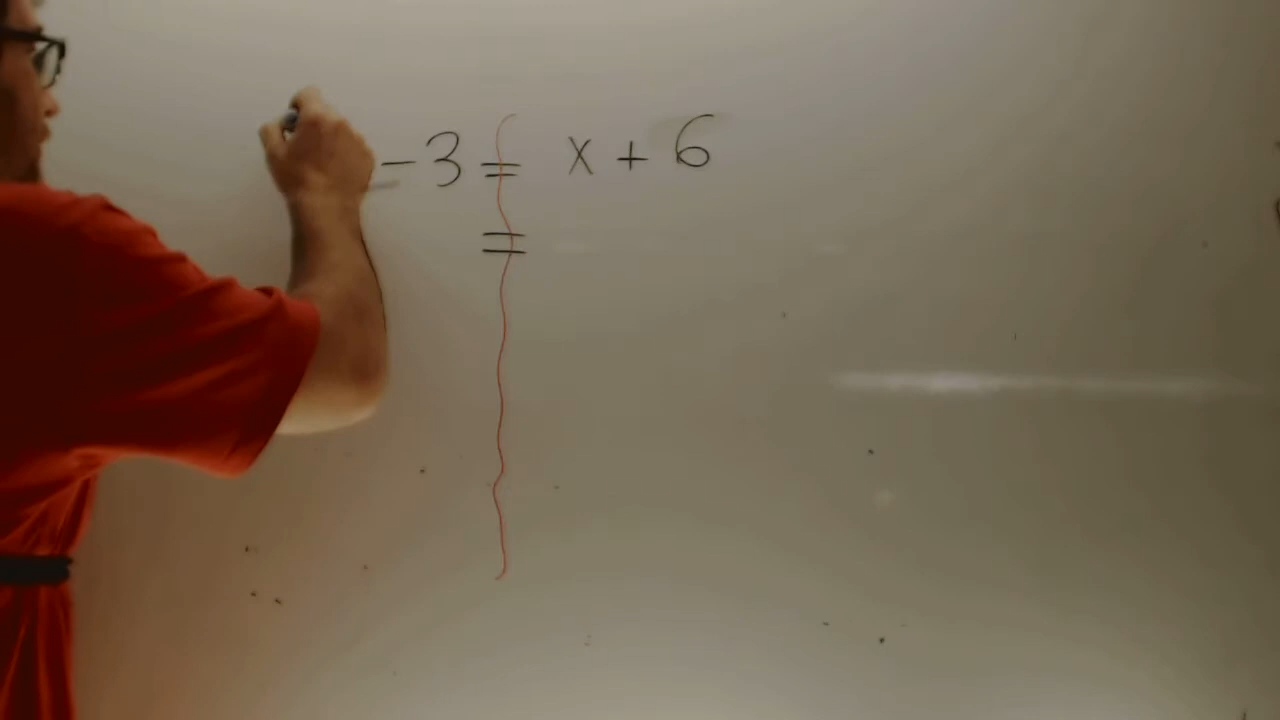 - 3 = x + 6
=